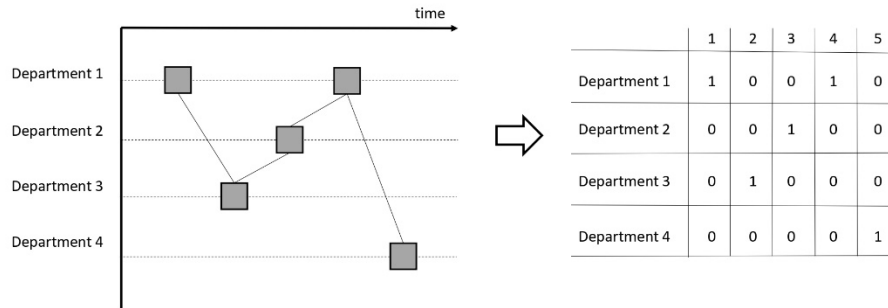 time
Department 1
Department 2
Department 3
Department 4
1 2 3 4 5
Department 1 1 0 0 1 0
Department 2 0 0 1 0 0
Department 3 0 1 0 0 0
Department 4 0 0 0 0 1